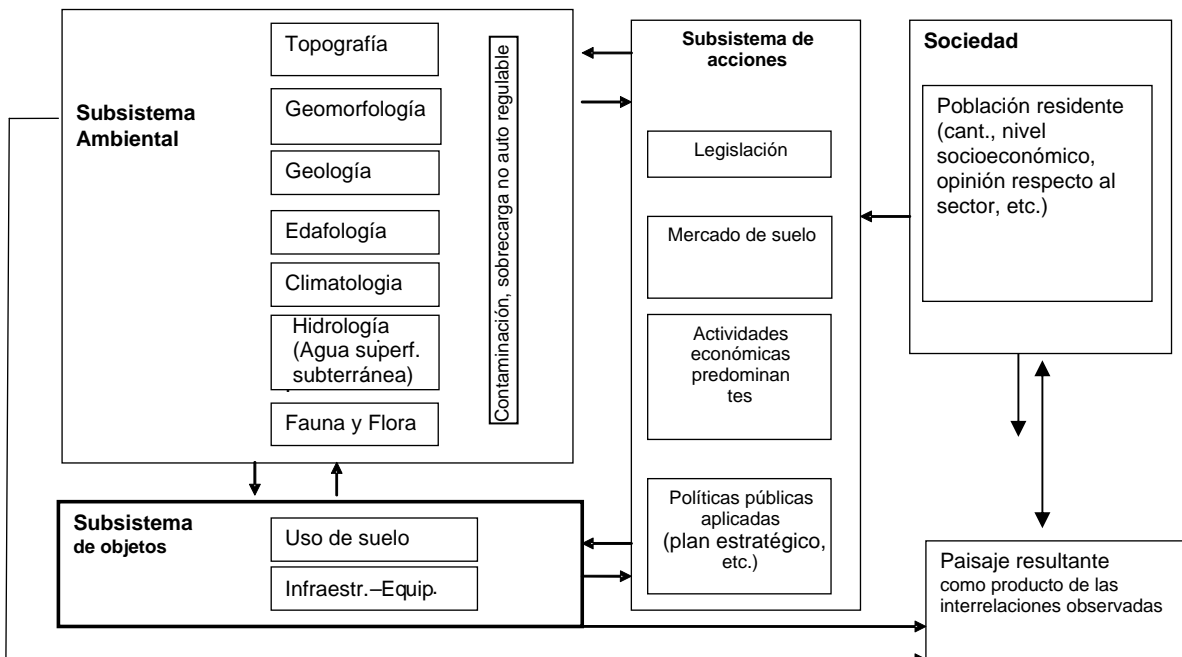 Subsistema
Ambiental
Topografía
Geomorfología
Geología
Edafología
Climatologia
Hidrología
(Agua superf.
subterránea)
Fauna y Flora
Contaminación, sobrecarga no auto regulable
Subsistema de
acciones
Legislación
Mercado de suelo
Actividades
económicas
predominan
tes
Políticas públicas
aplicadas
(plan estratégico,
etc.)
Sociedad
Población residente
(cant., nivel
socioeconómico,
opinión respecto al
sector, etc.)
Subsistema
de objetos
Uso de suelo
Infraestr.–Equip.
Paisaje resultante
como producto de las
interrelaciones observadas